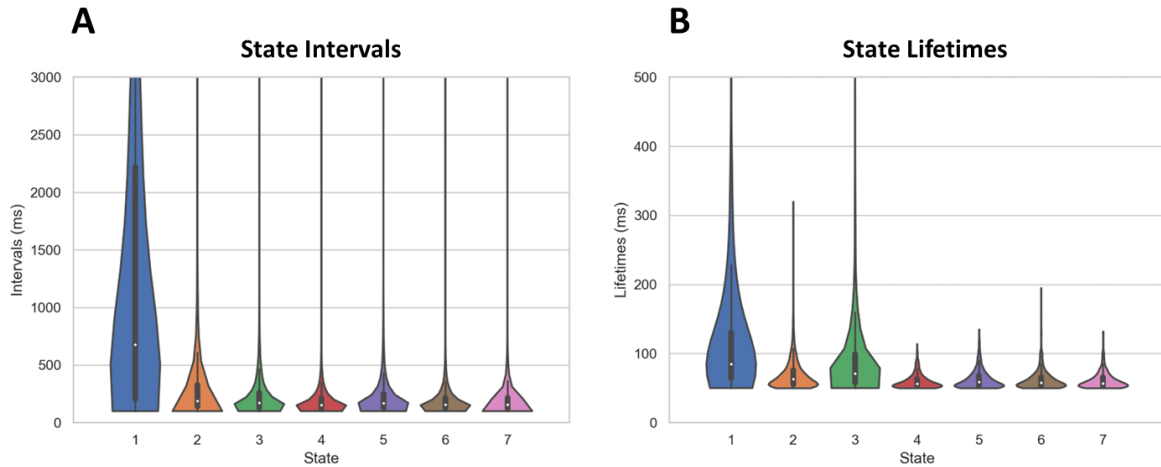 A
State Intervals
3000
2500
2000
1500
1000
500
0
Intervals (ms)
1 2 3 4 5 6 7
State
B
State Lifetimes
500
400
300
200
100
0
Lifetimes (ms)
1 2 3 4 5 6 7
State